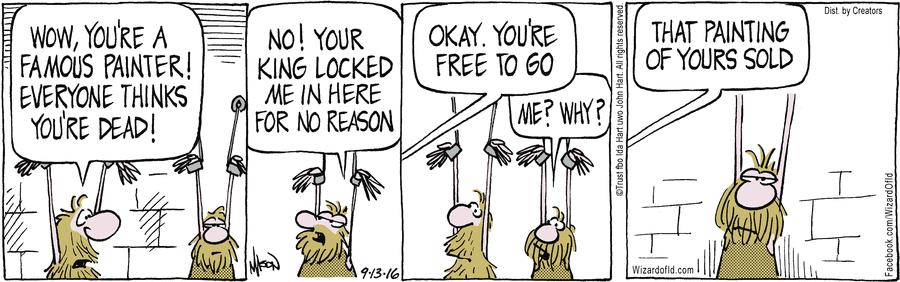 WOW, YOU'RE A
FAMOUS PAINTER!
EVERYONE THINKS
YOU'RE DEAD!
NO! YOUR
KING LOCKED
ME IN HERE
FOR NO REASON
MASON
9-13-16
OKAY. YOU'RE
FREE TO GO
ME? WHY?
©Trust fbo Ida Hart uwo John Hart. All rights reserved.
Dist. by Creators
THAT PAINTING
OF YOURS SOLD
WizardofId.com
Facebook.com/WizardOfId